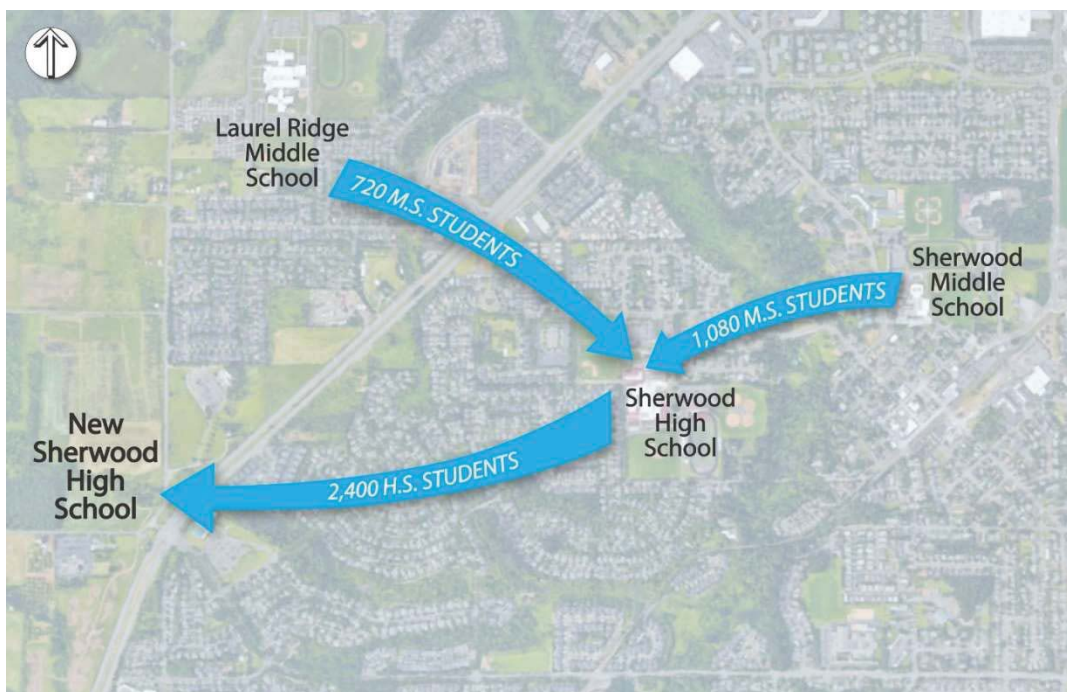 Laurel Ridge
Middle
School
720 M.S. STUDENTS
Sherwood
Middle
School
1,080 M.S. STUDENTS
Sherwood
High
School
New
Sherwood
High
School
2,400 H.S. STUDENTS